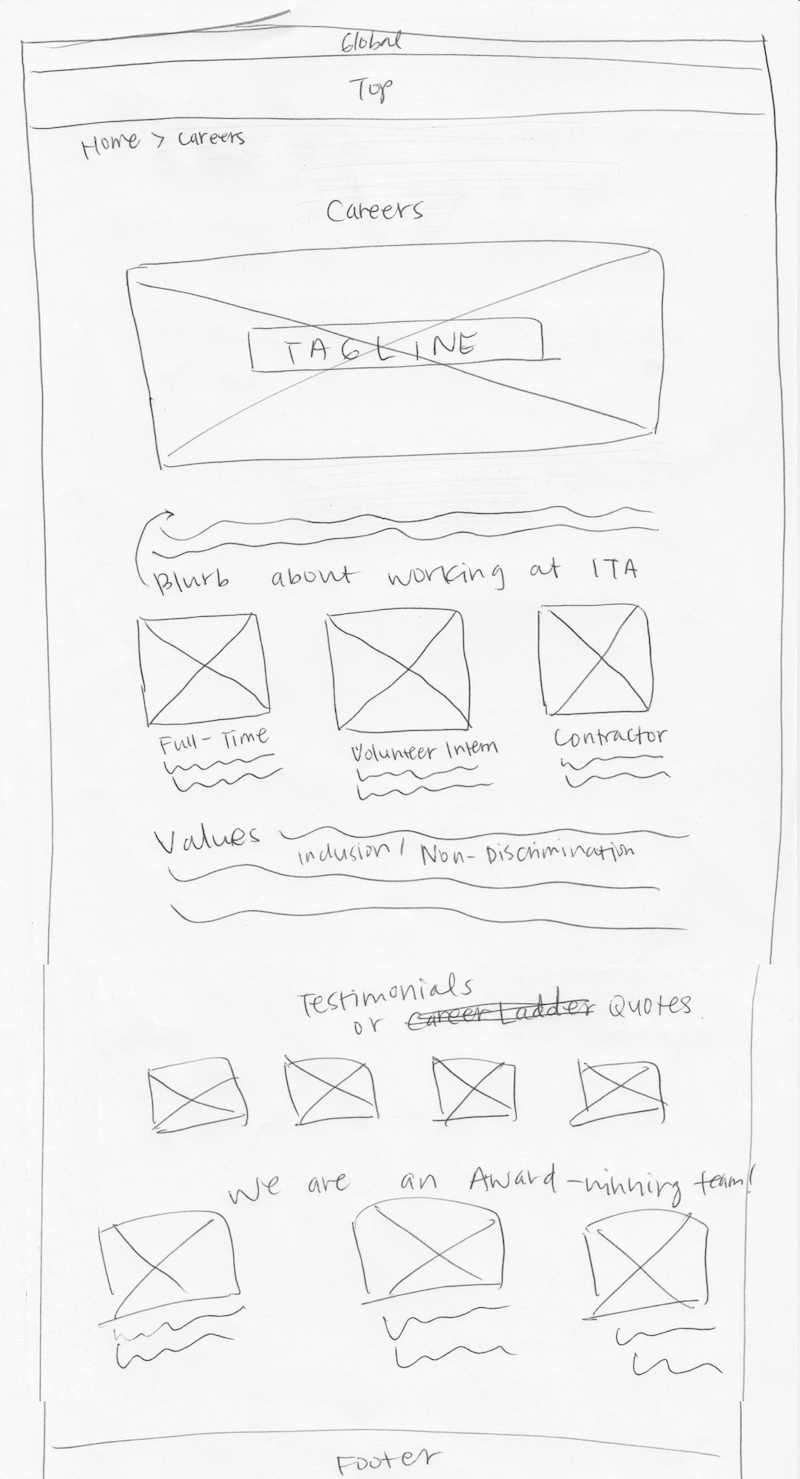 Global
Top
Home > Careers
Careers
TAGLINE
Blurb about working at ITA
Full-Time
Volunteer Intern
Contractor
Values
Inclusion / Non-Discrimination
Testimonials
or Career Ladder Quotes
We are an Award-winning team!
Footer